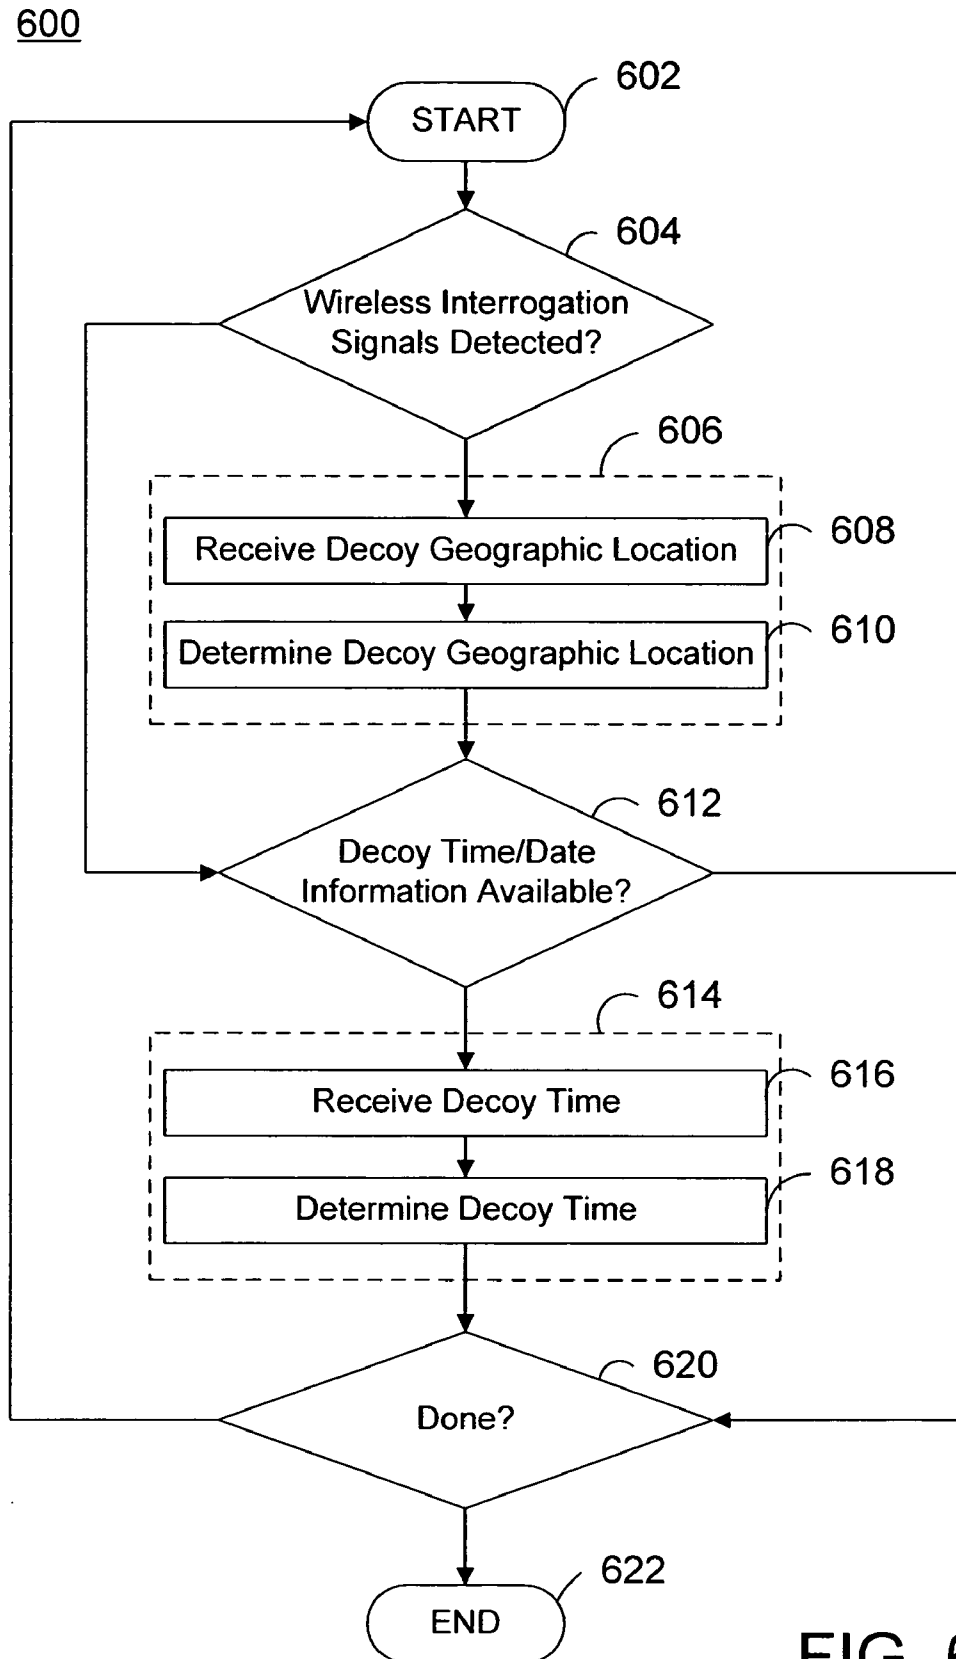 600
602
START
604
Wireless Interrogation
Signals Detected?
606
608
Receive Decoy Geographic Location
610
Determine Decoy Geographic Location
612
Decoy Time/Date
Information Available?
614
616
Receive Decoy Time
618
Determine Decoy Time
620
Done?
622
END
FIG. 6